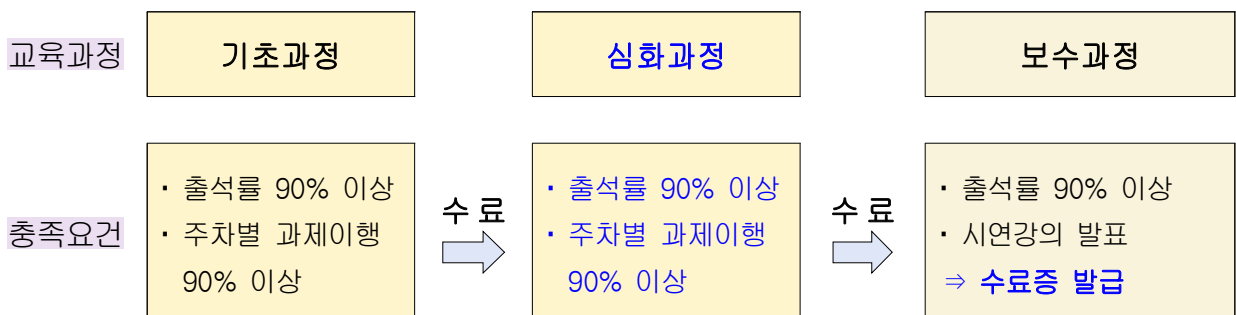 교육과정
기초과정
심화과정
보수과정
충족요건
· 출석률 90% 이상
· 주차별 과제이행
90% 이상
수료
· 출석률 90% 이상
· 주차별 과제이행
90% 이상
수료
· 출석률 90% 이상
· 시연강의 발표
⇒ 수료증 발급